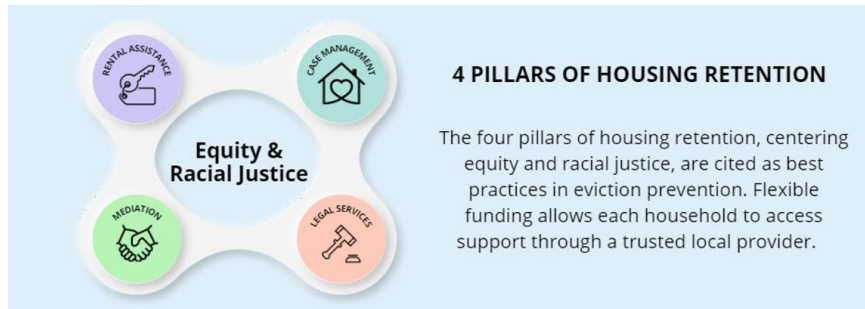 RENTAL ASSISTANCE
CASE MANAGEMENT
Equity &
Racial Justice
MEDIATION
LEGAL SERVICES
4 PILLARS OF HOUSING RETENTION
The four pillars of housing retention, centering
equity and racial justice, are cited as best
practices in eviction prevention. Flexible
funding allows each household to access
support through a trusted local provider.